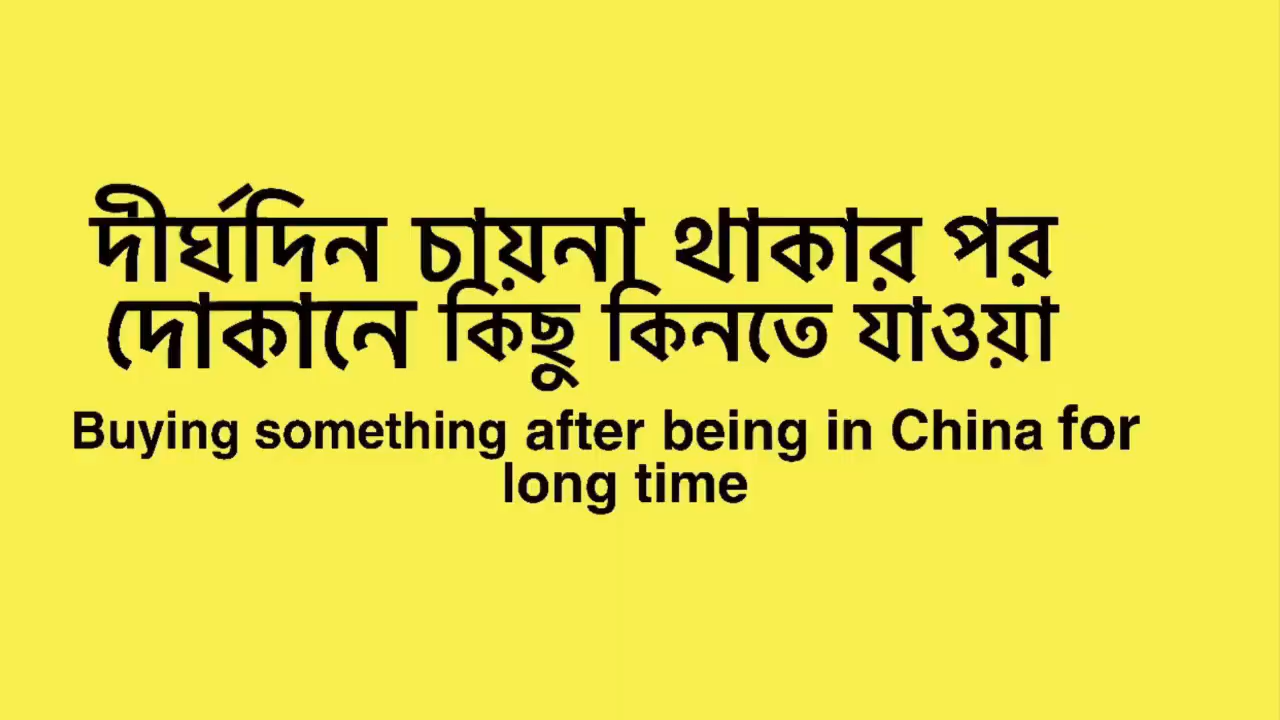 দীর্ঘদিন চায়না থাকার পর
দোকানে কিছু কিনতে যাওয়া
Buying something after being in China for
long time